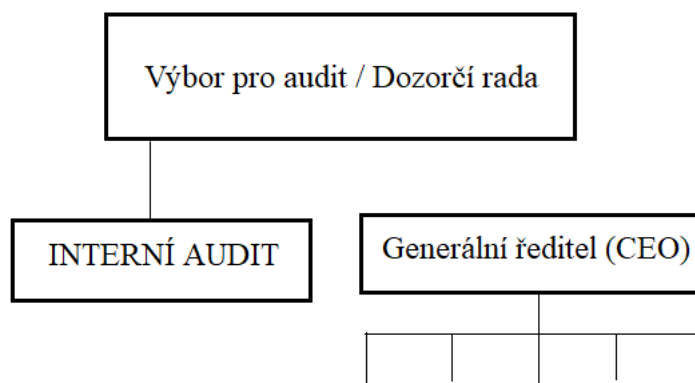 Výbor pro audit / Dozorčí rada
INTERNÍ AUDIT
Generální ředitel (CEO)